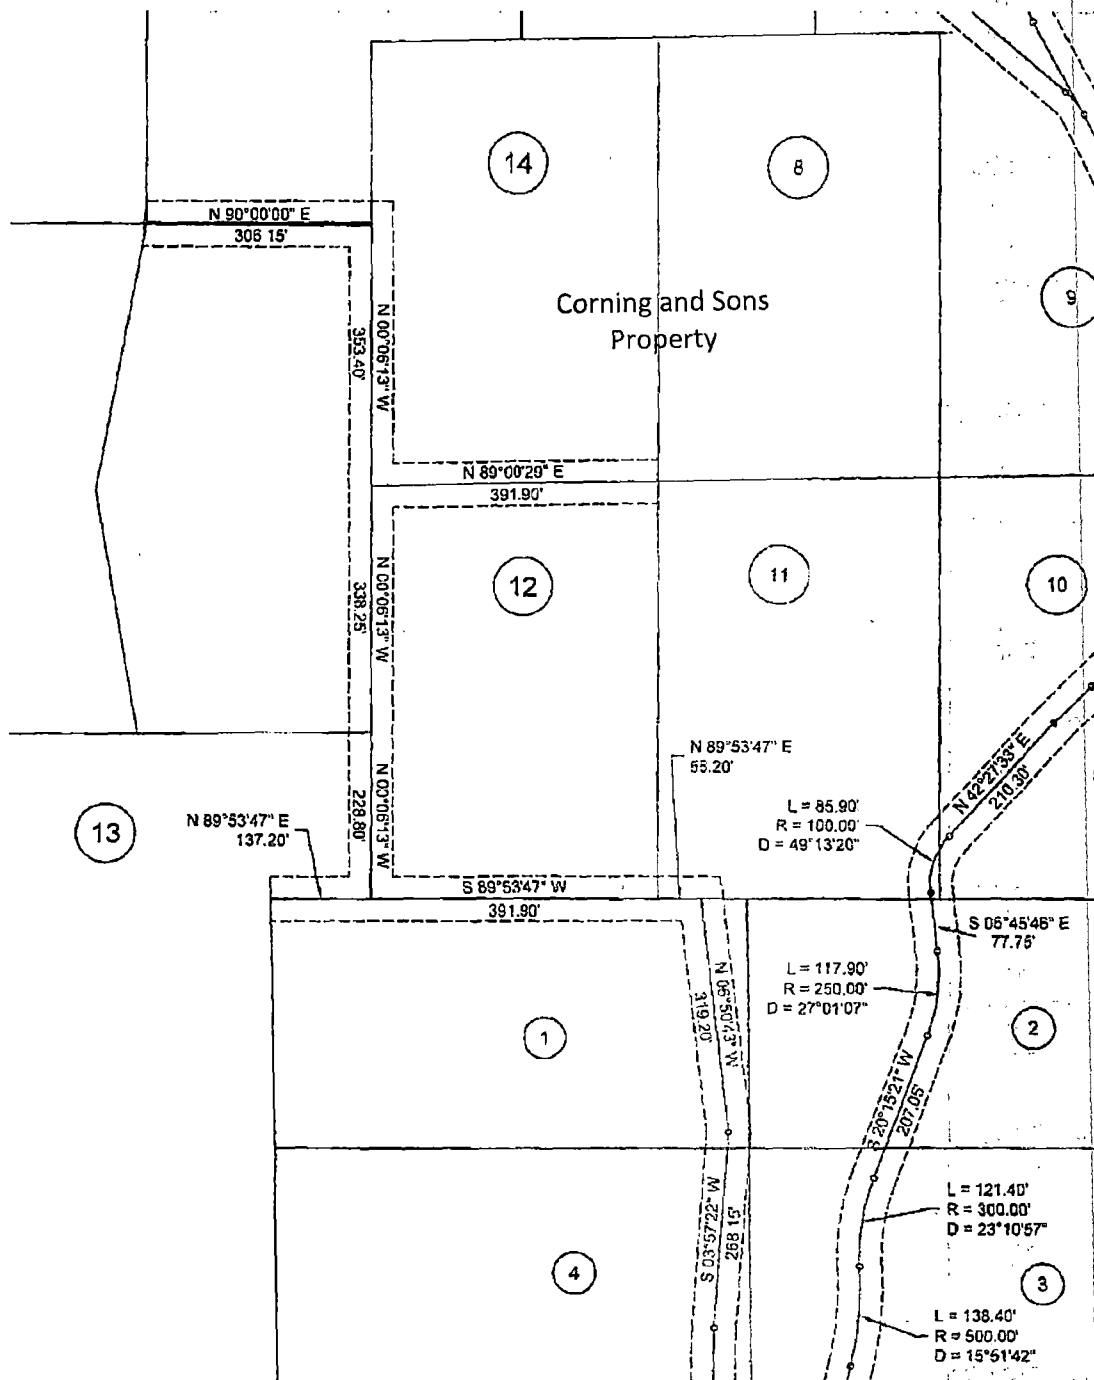 14
8
N 90°00'00" E
306 15'
9
Corning and Sons
Property
N 00°06'13" W
353.40'
N 89°00'29" E
391.90'
12
11
10
N 00°06'13" W
338.25'
N 89°53'47" E
55.20'
N 42°27'33" E
210.30'
N 00°06'13" W
228.80'
L = 85.90'
R = 100.00'
D = 49°13'20"
13
N 89°53'47" E
137.20'
S 89°53'47" W
391.90'
S 06°45'46" E
77.75'
N 06°50'43" W
319.20'
L = 117.90'
R = 250.00'
D = 27°01'07"
1
2
S 20°15'21" W
207.05'
L = 121.40'
R = 300.00'
D = 23°10'57"
S 03°57'22" W
268 15'
4
3
L = 138.40'
R = 500.00'
D = 15°51'42"